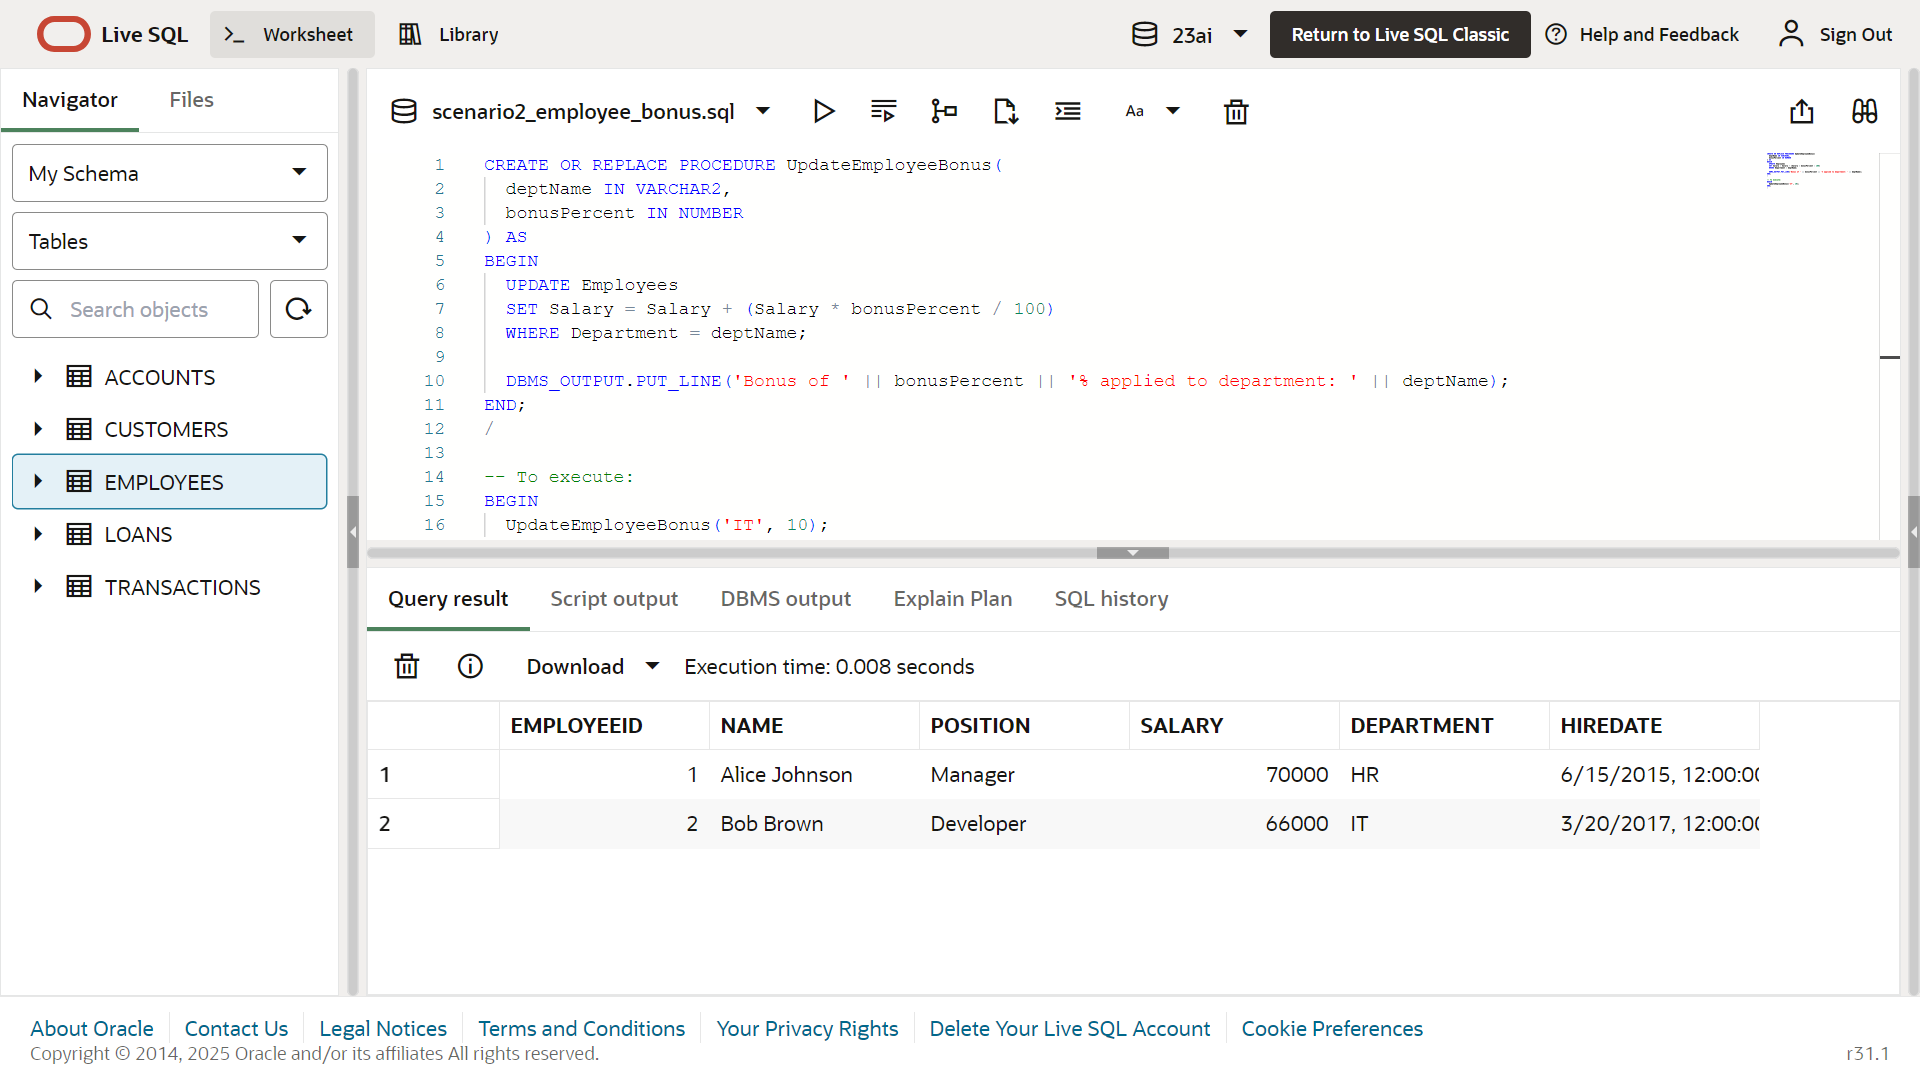 Live SQL
Worksheet
Library
23ai
Return to Live SQL Classic
Help and Feedback
Sign Out
Navigator
Files
My Schema
Tables
Search objects
ACCOUNTS
CUSTOMERS
EMPLOYEES
LOANS
TRANSACTIONS
scenario2_employee_bonus.sql
Aa
1 CREATE OR REPLACE PROCEDURE UpdateEmployeeBonus(
2 deptName IN VARCHAR2,
3 bonusPercent IN NUMBER
4 ) AS
5 BEGIN
6 UPDATE Employees
7 SET Salary = Salary + (Salary * bonusPercent / 100)
8 WHERE Department = deptName;
9
10 DBMS_OUTPUT.PUT_LINE('Bonus of ' || bonusPercent || '% applied to department: ' || deptName);
11 END;
12 /
13
14 -- To execute:
15 BEGIN
16 UpdateEmployeeBonus('IT', 10);
Query result
Script output
DBMS output
Explain Plan
SQL history
Download
Execution time: 0.008 seconds
EMPLOYEEID NAME POSITION SALARY DEPARTMENT HIREDATE
1 1 Alice Johnson Manager 70000 HR 6/15/2015, 12:00:00
2 2 Bob Brown Developer 66000 IT 3/20/2017, 12:00:00
About Oracle
Contact Us
Legal Notices
Terms and Conditions
Your Privacy Rights
Delete Your Live SQL Account
Cookie Preferences
Copyright © 2014, 2025 Oracle and/or its affiliates All rights reserved.
r31.1